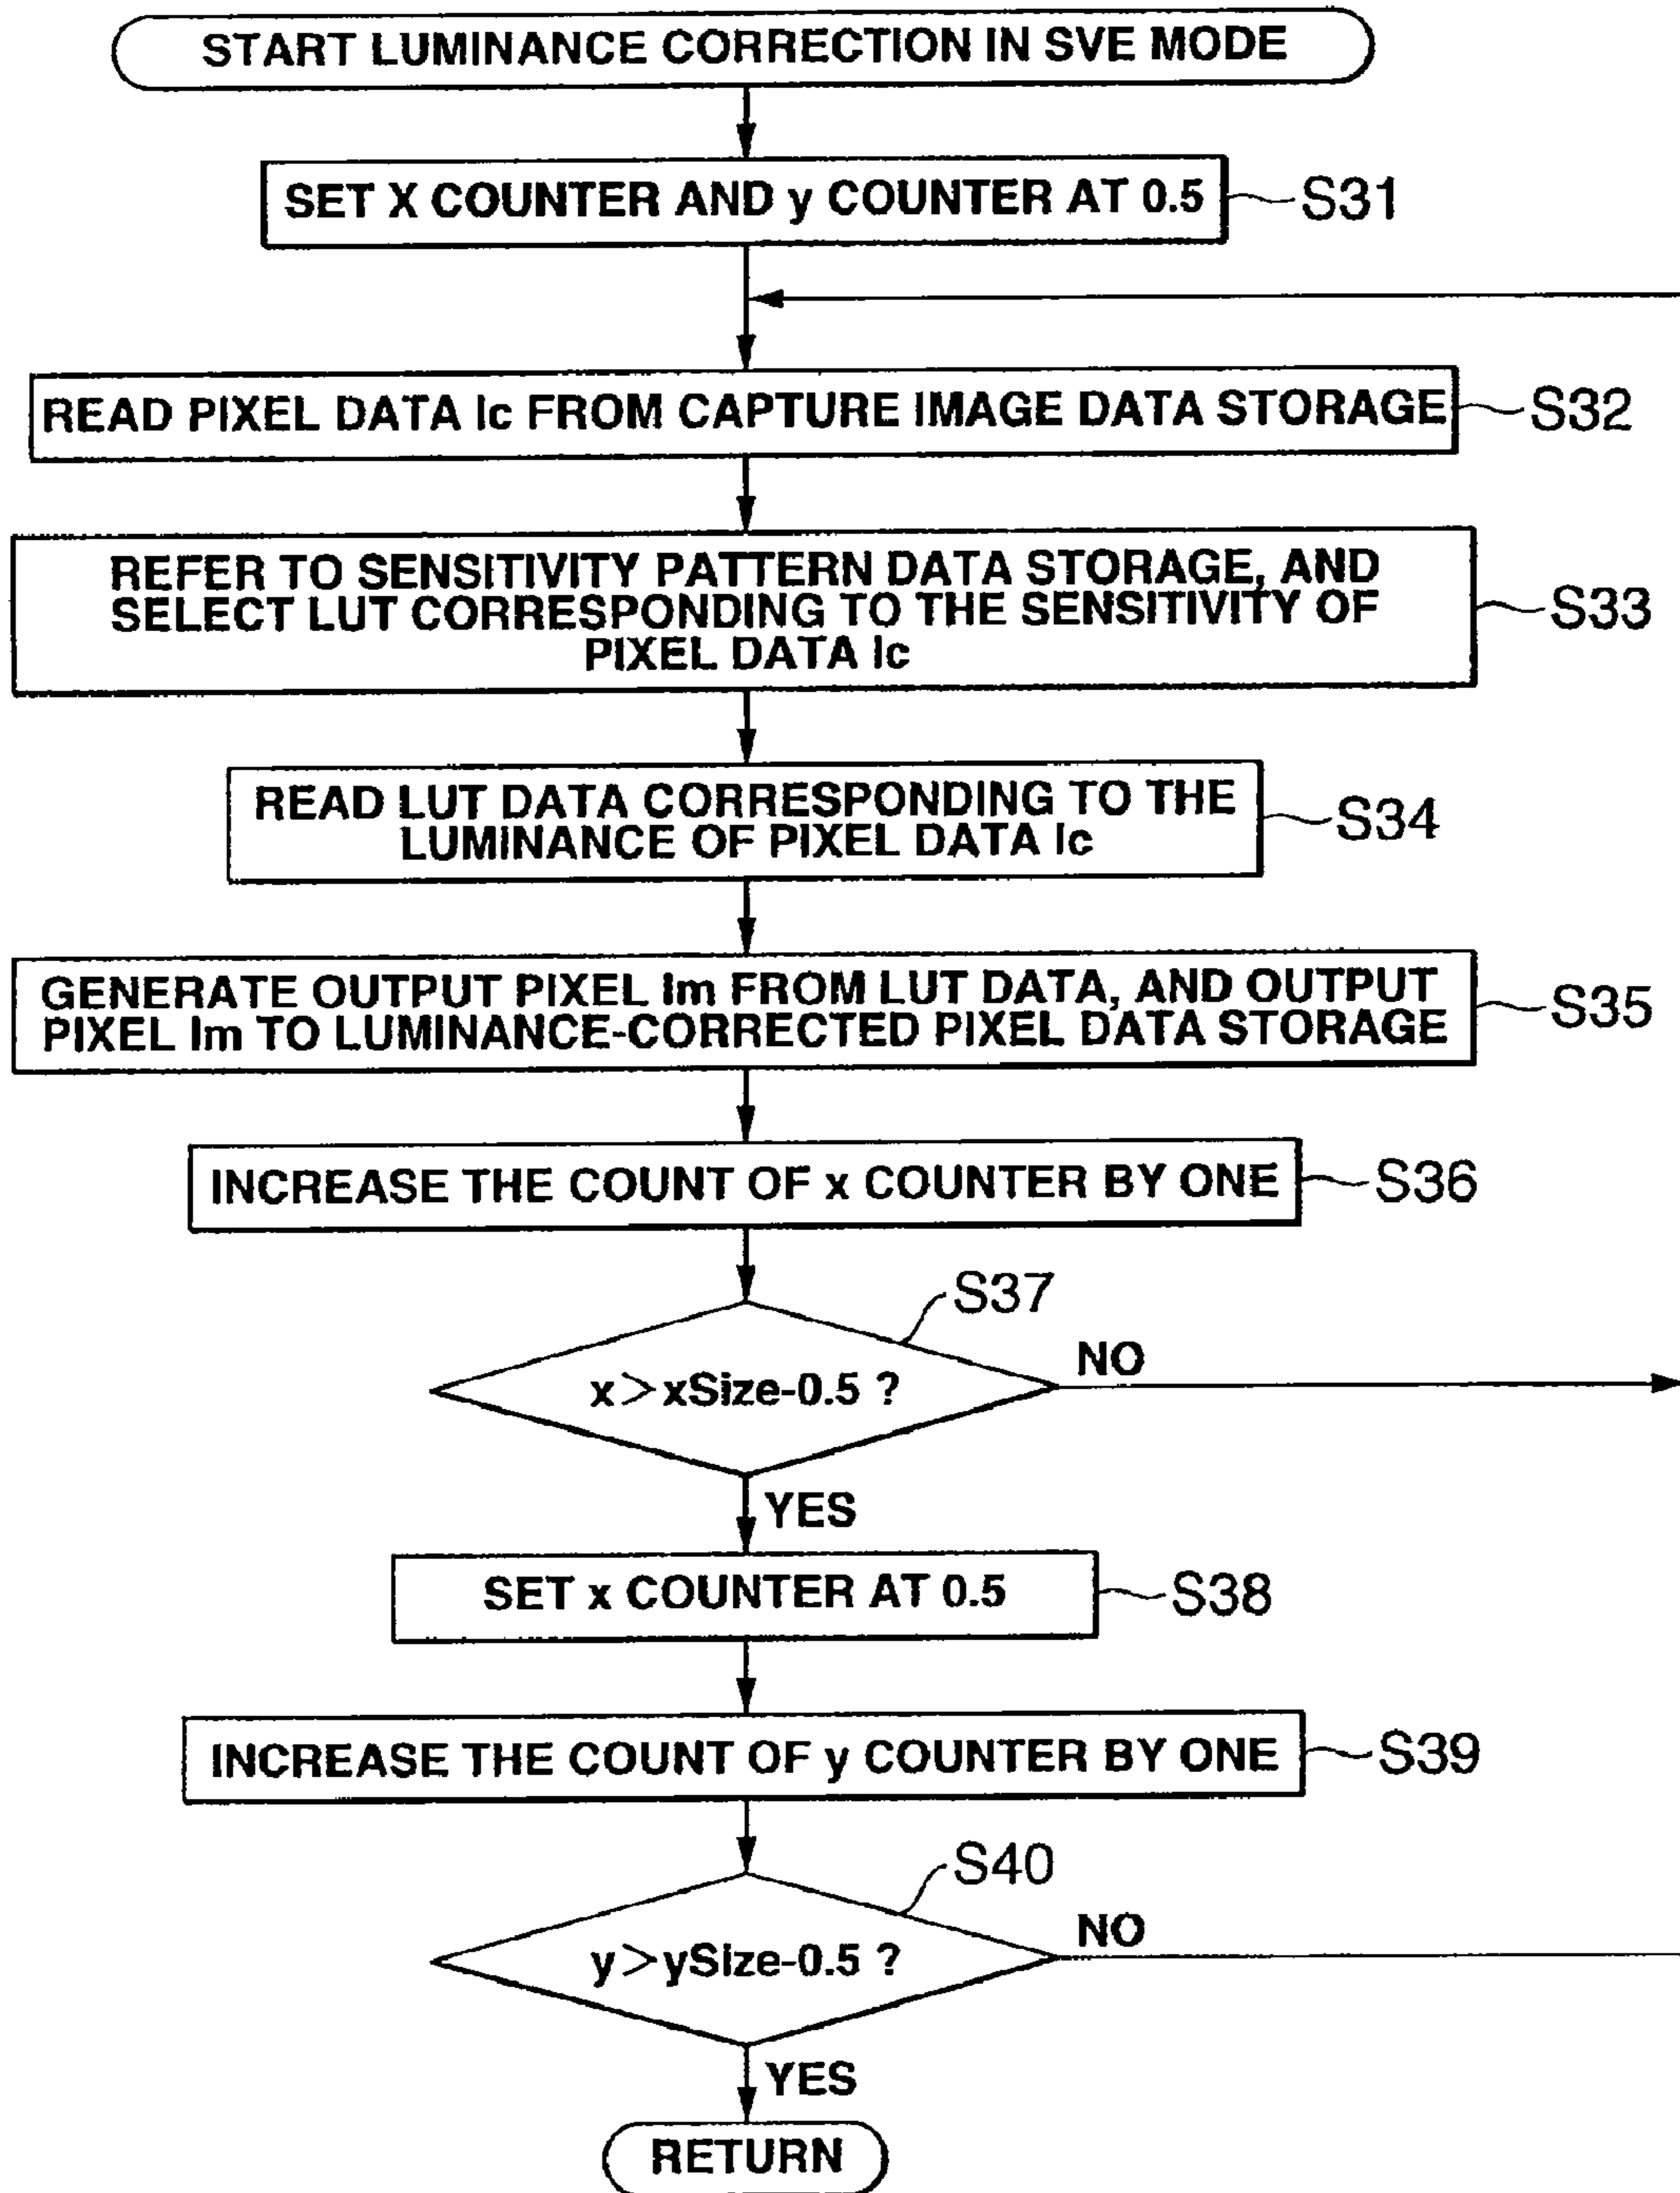 START LUMINANCE CORRECTION IN SVE MODE
SET X COUNTER AND y COUNTER AT 0.5
S31
READ PIXEL DATA Ic FROM CAPTURE IMAGE DATA STORAGE
S32
REFER TO SENSITIVITY PATTERN DATA STORAGE, AND
SELECT LUT CORRESPONDING TO THE SENSITIVITY OF
PIXEL DATA Ic
S33
READ LUT DATA CORRESPONDING TO THE
LUMINANCE OF PIXEL DATA Ic
S34
GENERATE OUTPUT PIXEL Im FROM LUT DATA, AND OUTPUT
PIXEL Im TO LUMINANCE-CORRECTED PIXEL DATA STORAGE
S35
INCREASE THE COUNT OF x COUNTER BY ONE
S36
S37
x>xSize-0.5 ?
NO
YES
SET x COUNTER AT 0.5
S38
INCREASE THE COUNT OF y COUNTER BY ONE
S39
S40
y>ySize-0.5 ?
NO
YES
RETURN